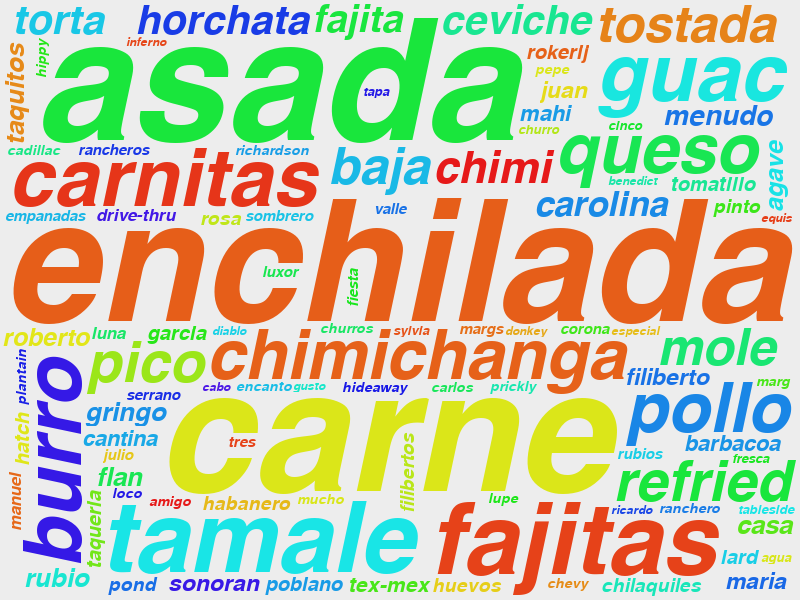 torta
horchata
fajita
ceviche
tostada
inferno
hippy
taquitos
asada
tapa
rokerij
pepe
juan
guac
mahi
menudo
churro
cinco
cadillac
rancheros
richardson
queso
carnitas
baja
chimi
benedict
tomatillo
agave
empanadas
drive-thru
rosa
sombrero
valle
carolina
pinto
equis
enchilada
luxor
fiesta
roberto
luna
garcia
diablo
churros
sylvia
margs
donkey
corona
especial
pico
chimichanga
mole
plantain
burro
serrano
cabo
encanto
gusto
hideaway
carlos
prickly
filiberto
marg
gringo
carne
pollo
hatch
cantina
tres
filibertos
barbacoa
julio
rubios
fresca
flan
refried
manuel
loco
amigo
habanero
mucho
lupe
ricardo
ranchero
tableside
taqueria
tamale
fajitas
casa
lard
agua
rubio
pond
sonoran
poblano
tex-mex
huevos
chevy
chilaquiles
maria